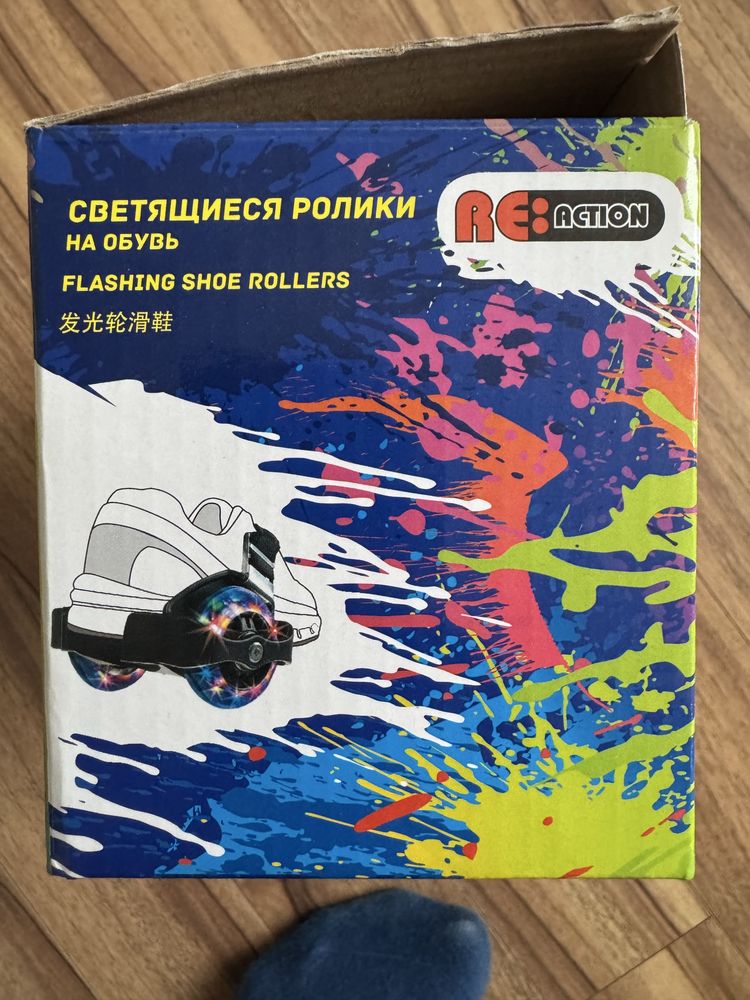 СВЕТЯЩИЕСЯ РОЛИКИ
НА ОБУВЬ
FLASHING SHOE ROLLERS
发光轮滑鞋
RE:ACTION